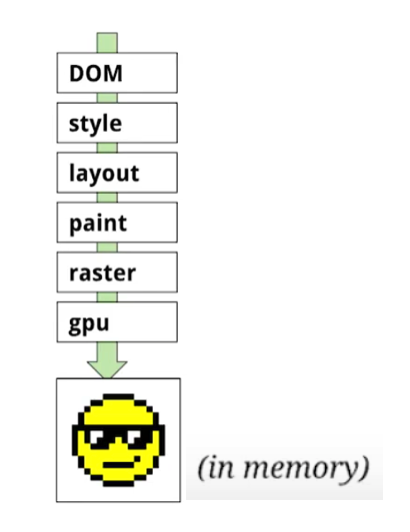 DOM
style
layout
paint
raster
gpu
(in memory)